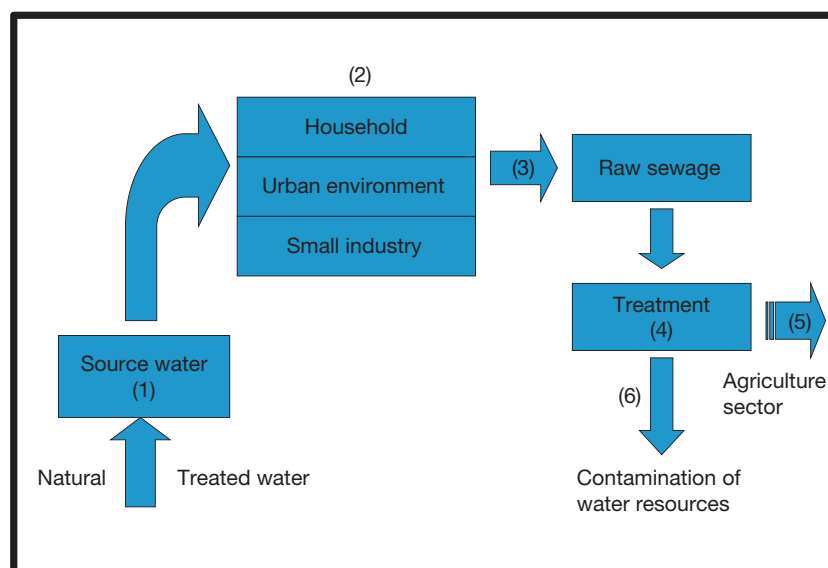 (2)
Household
Urban environment
Small industry
(3)
Raw sewage
Treatment
(4)
(5)
Agriculture
sector
(6)
Contamination of
water resources
Source water
(1)
Natural
Treated water